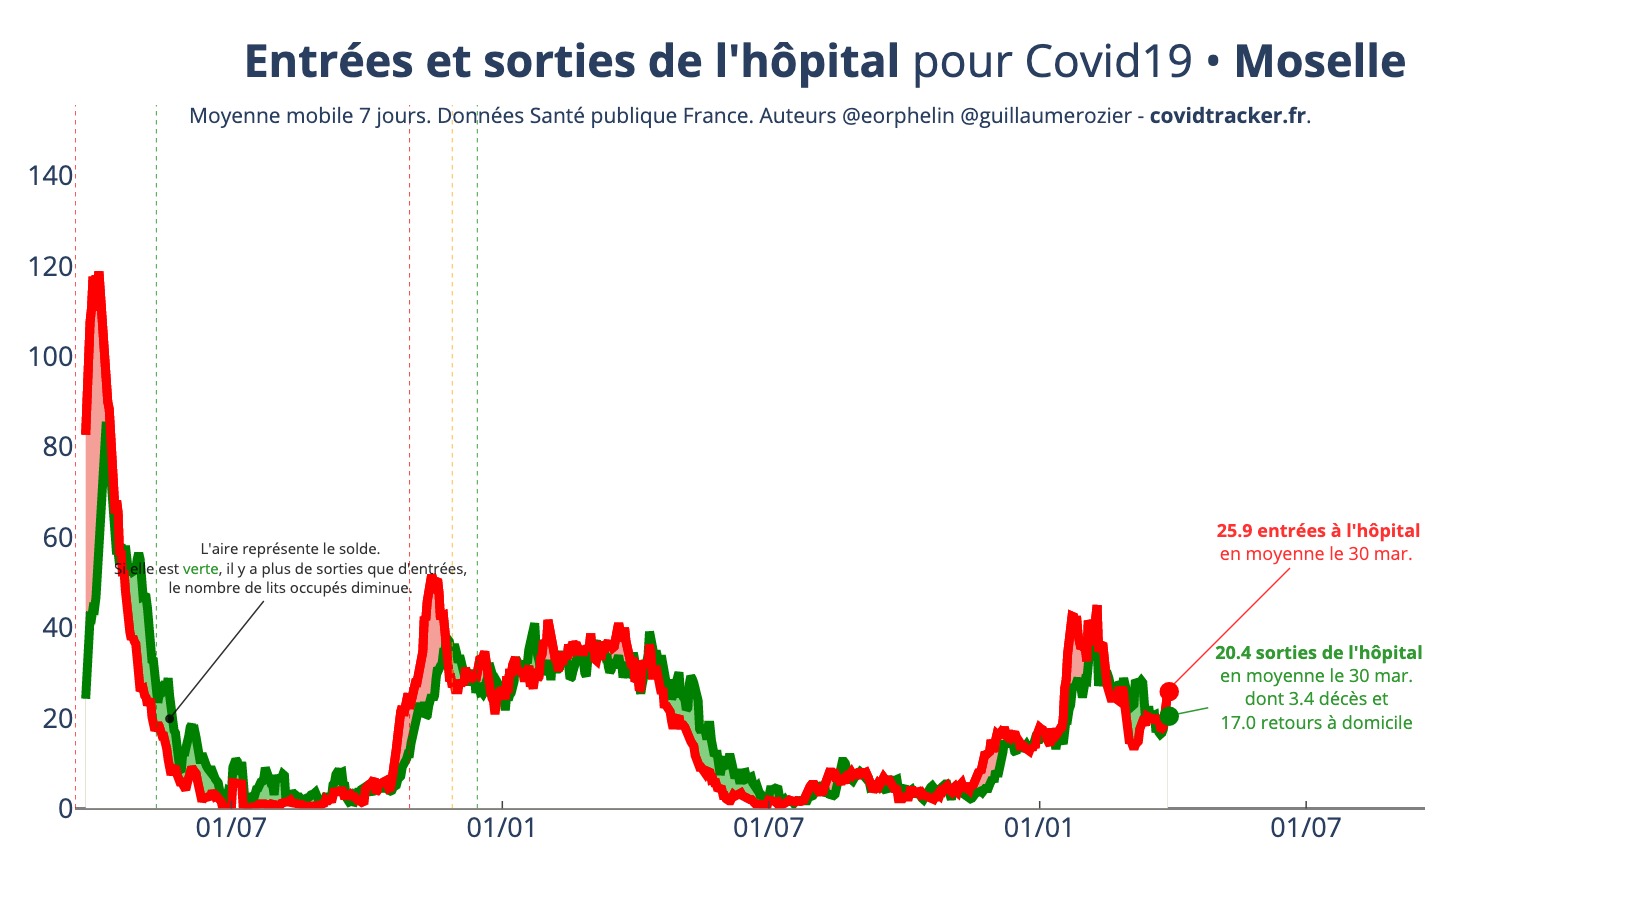 Entrées et sorties de l'hôpital pour Covid19 • Moselle
Moyenne mobile 7 jours. Données Santé publique France. Auteurs @eorphelin @guillaumerozier - covidtracker.fr.
140
120
100
80
60
40
20
0
L'aire représente le solde.
Si elle est verte, il y a plus de sorties que d'entrées,
le nombre de lits occupés diminue.
25.9 entrées à l'hôpital
en moyenne le 30 mar.
20.4 sorties de l'hôpital
en moyenne le 30 mar.
dont 3.4 décès et
17.0 retours à domicile
01/07
01/01
01/07
01/01
01/07